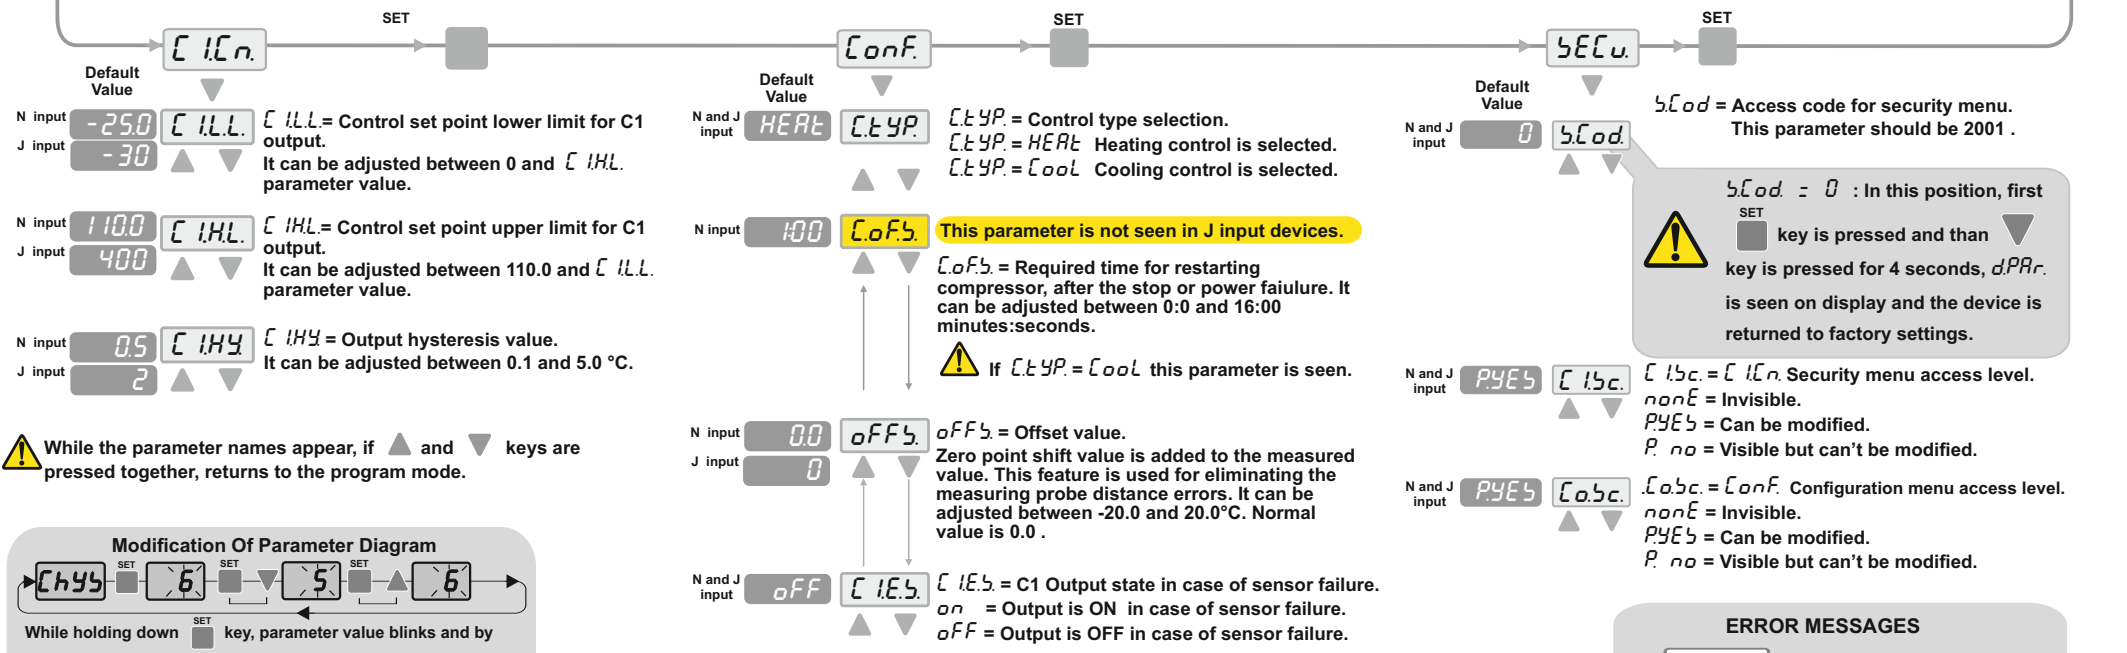 SET
C1.Cn.
Default
Value
N input
-25.0
J input
-30
C1.L.L.
C1.L.L.= Control set point lower limit for C1
output.
It can be adjusted between 0 and C1.H.L.
parameter value.
N input
110.0
J input
400
C1.H.L.
C1H.L.= Control set point upper limit for C1
output.
It can be adjusted between 110.0 and C1.L.L.
parameter value.
N input
0.5
J input
2
C1.HY.
C1.HY. = Output hysteresis value.
It can be adjusted between 0.1 and 5.0 °C.
While the parameter names appear, if and keys are
pressed together, returns to the program mode.
Modification Of Parameter Diagram
ChYS
SET
6
SET
5
SET
6
While holding down SET key, parameter value blinks and by
SET
ConF.
Default
Value
N and J
input
HEAt
C.tYP.
C.tYP. = Control type selection.
C.tYP. = HEAt Heating control is selected.
C.tYP. = CooL Cooling control is selected.
N input
1:00
C.oF.S.
This parameter is not seen in J input devices.
C.oF.S. = Required time for restarting
compressor, after the stop or power faiulure. It
can be adjusted between 0:0 and 16:00
minutes:seconds.
If C.tYP. = CooL this parameter is seen.
N input
0.0
J input
0
oFFS.
oFFS. = Offset value.
Zero point shift value is added to the measured
value. This feature is used for eliminating the
measuring probe distance errors. It can be
adjusted between -20.0 and 20.0°C. Normal
value is 0.0 .
N and J
input
oFF
C1.E.S.
C1.E.S. = C1 Output state in case of sensor failure.
on = Output is ON in case of sensor failure.
oFF = Output is OFF in case of sensor failure.
SET
SECu.
Default
Value
N and J
input
0
S.Cod.
S.Cod = Access code for security menu.
This parameter should be 2001 .
S.Cod. = 0 : In this position, first
SET
key is pressed and than
key is pressed for 4 seconds, d.PAr.
is seen on display and the device is
returned to factory settings.
N and J
input
P.YES
C1.Sc.
C1.Sc. = C1.Cn. Security menu access level.
nonE = Invisible.
P.YES = Can be modified.
P. no = Visible but can't be modified.
N and J
input
P.YES
Co.Sc.
.Co.Sc. = ConF. Configuration menu access level.
nonE = Invisible.
P.YES = Can be modified.
P. no = Visible but can't be modified.
ERROR MESSAGES